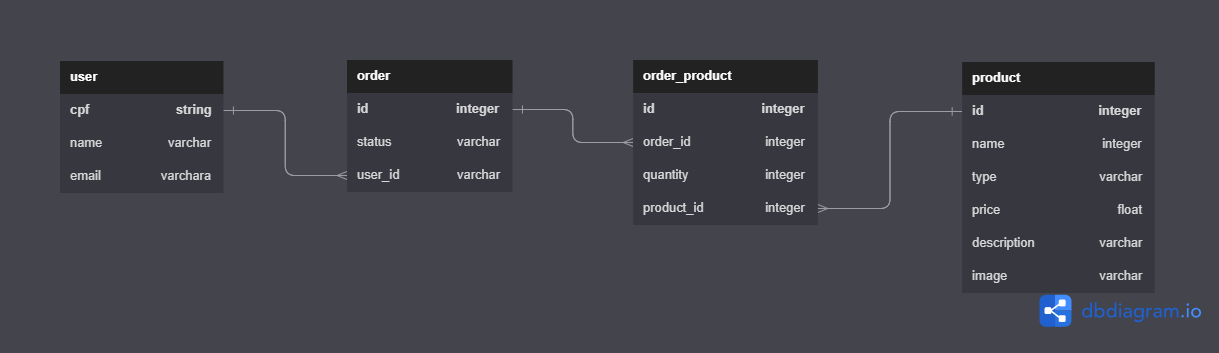 user
cpf string
name varchar
email varchara
order
id integer
status varchar
user_id varchar
order_product
id integer
order_id integer
quantity integer
product_id integer
product
id integer
name integer
type varchar
price float
description varchar
image varchar
dbdiagram.io